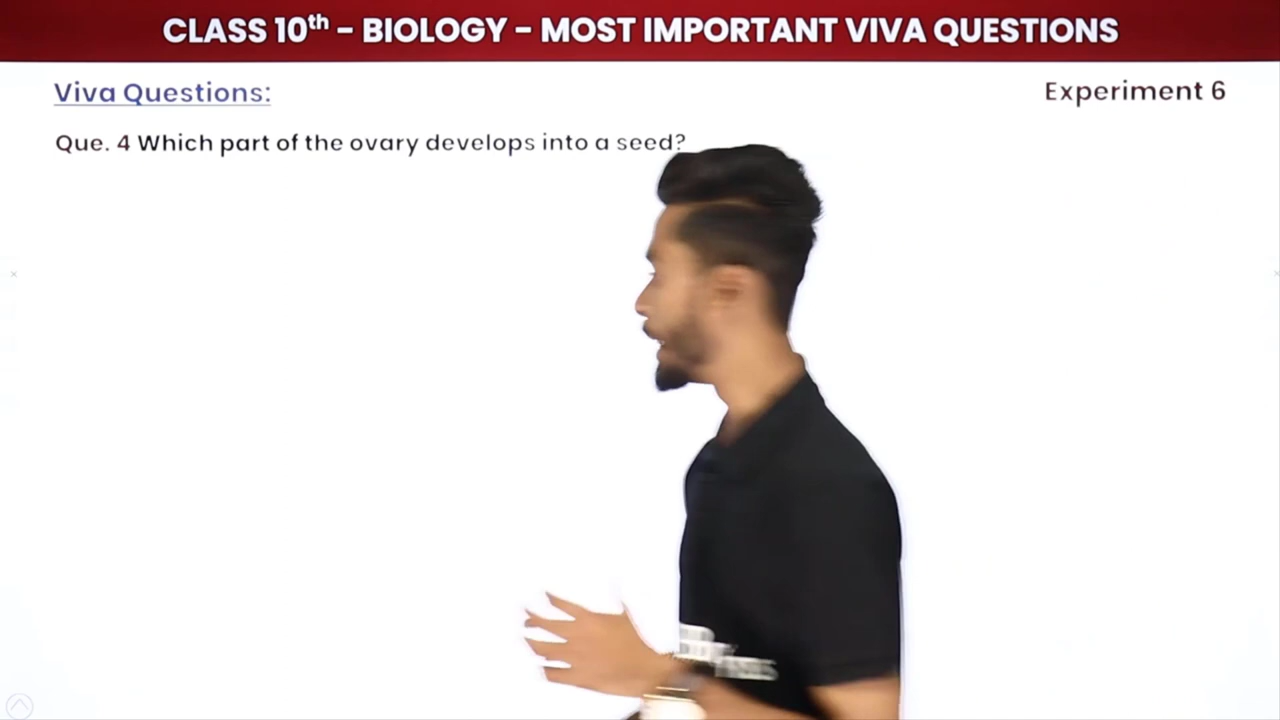 CLASS 10th - BIOLOGY - MOST IMPORTANT VIVA QUESTIONS
Viva Questions:
Experiment 6
Que. 4 Which part of the ovary develops into a seed?